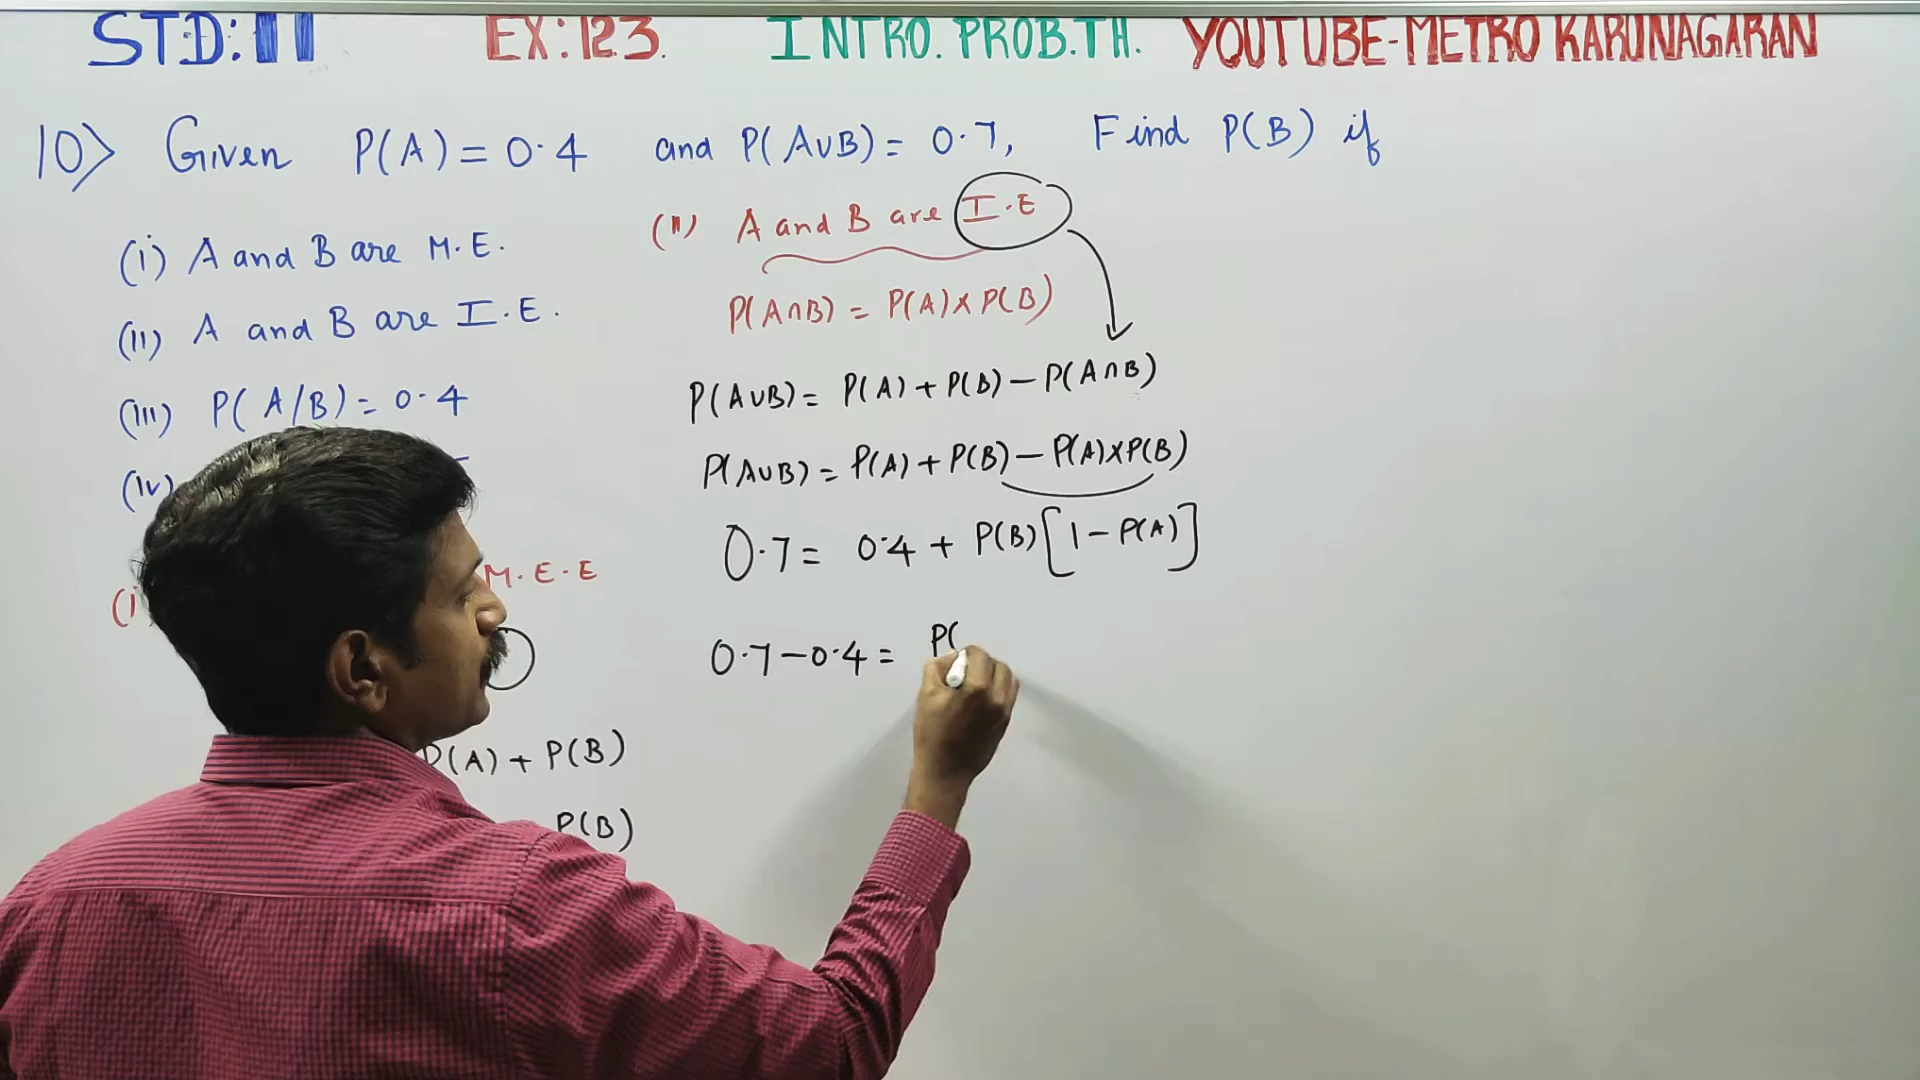 STD: 11 EX: 12.3. INTRO. PROB. TH. YOUTUBE-METRO KARUNAGARAN
10> Given P(A) = 0.4 and P(A∪B) = 0.7, Find P(B) if
(i) A and B are M.E.
(ii) A and B are I.E.
(iii) P(A/B) = 0.4
(iv)
(i M.E.E
P(A) + P(B)
P(B)
(ii) A and B are I.E
P(A∩B) = P(A)×P(B)
P(A∪B) = P(A) + P(B) – P(A∩B)
P(A∪B) = P(A) + P(B) – P(A)×P(B)
0.7 = 0.4 + P(B)[1 – P(A)]
0.7 – 0.4 = P(